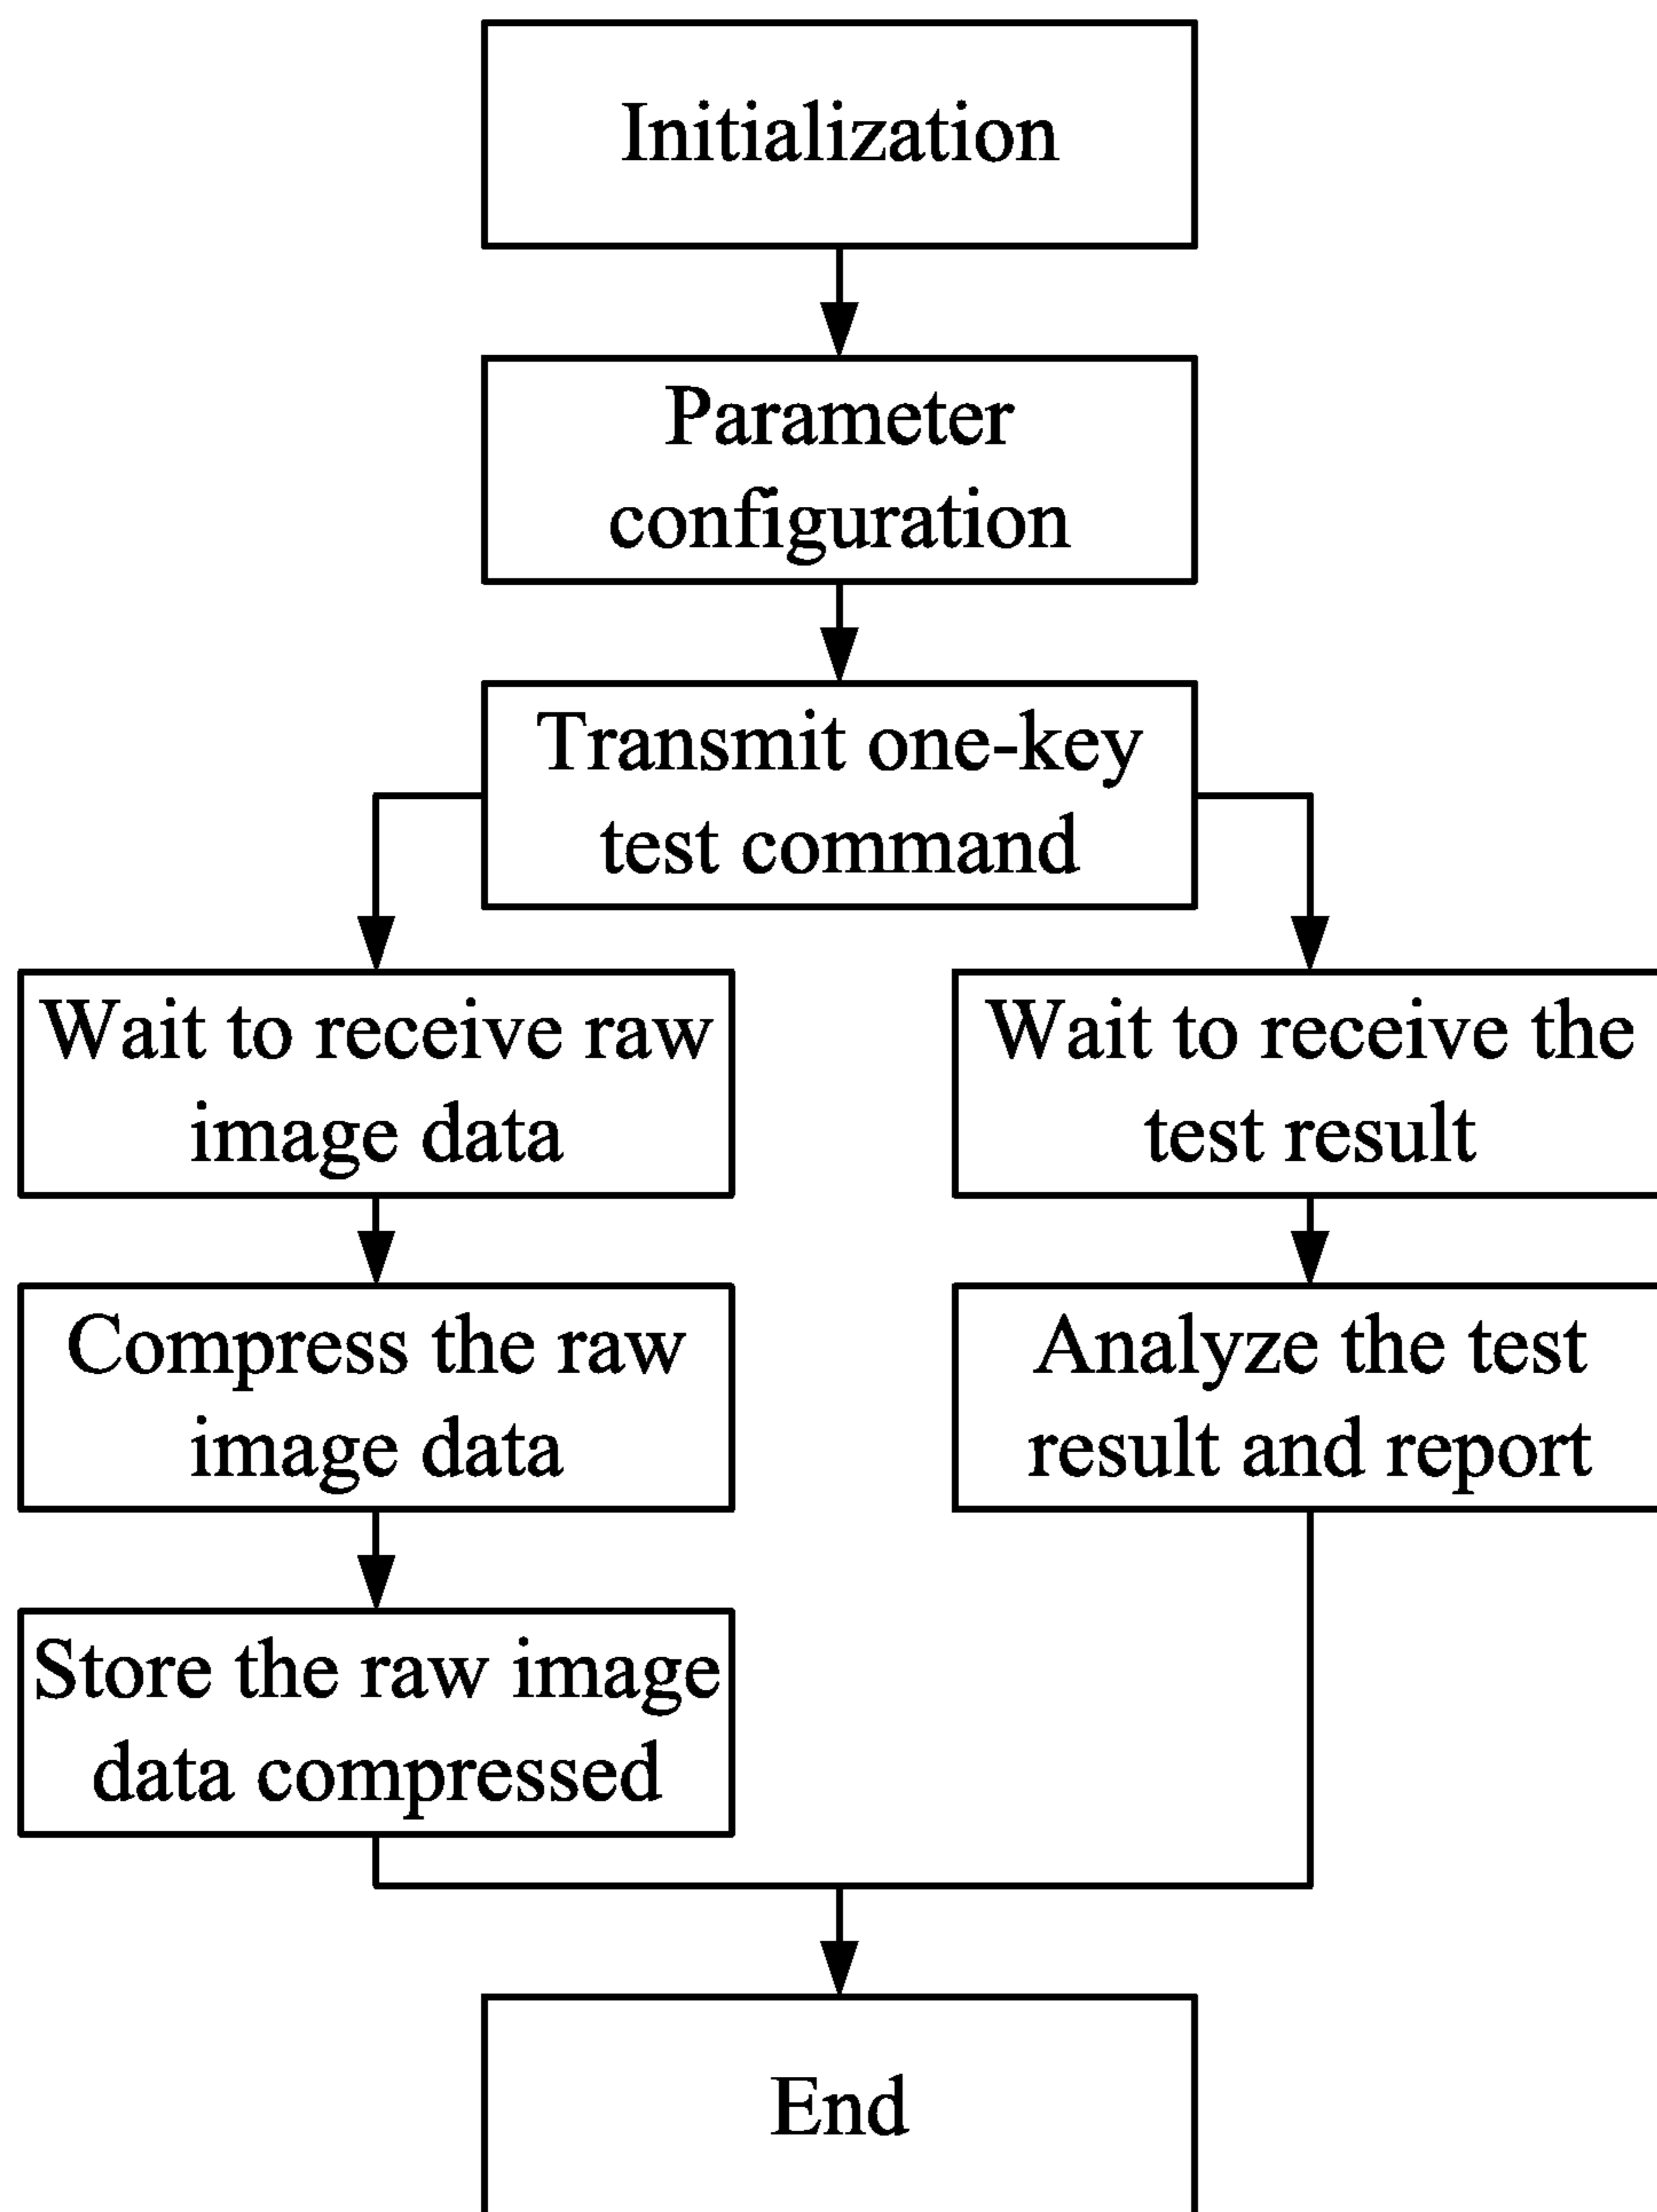 Initialization
Parameter
configuration
Transmit one-key
test command
Wait to receive raw
image data
Wait to receive the
test result
Compress the raw
image data
Analyze the test
result and report
Store the raw image
data compressed
End